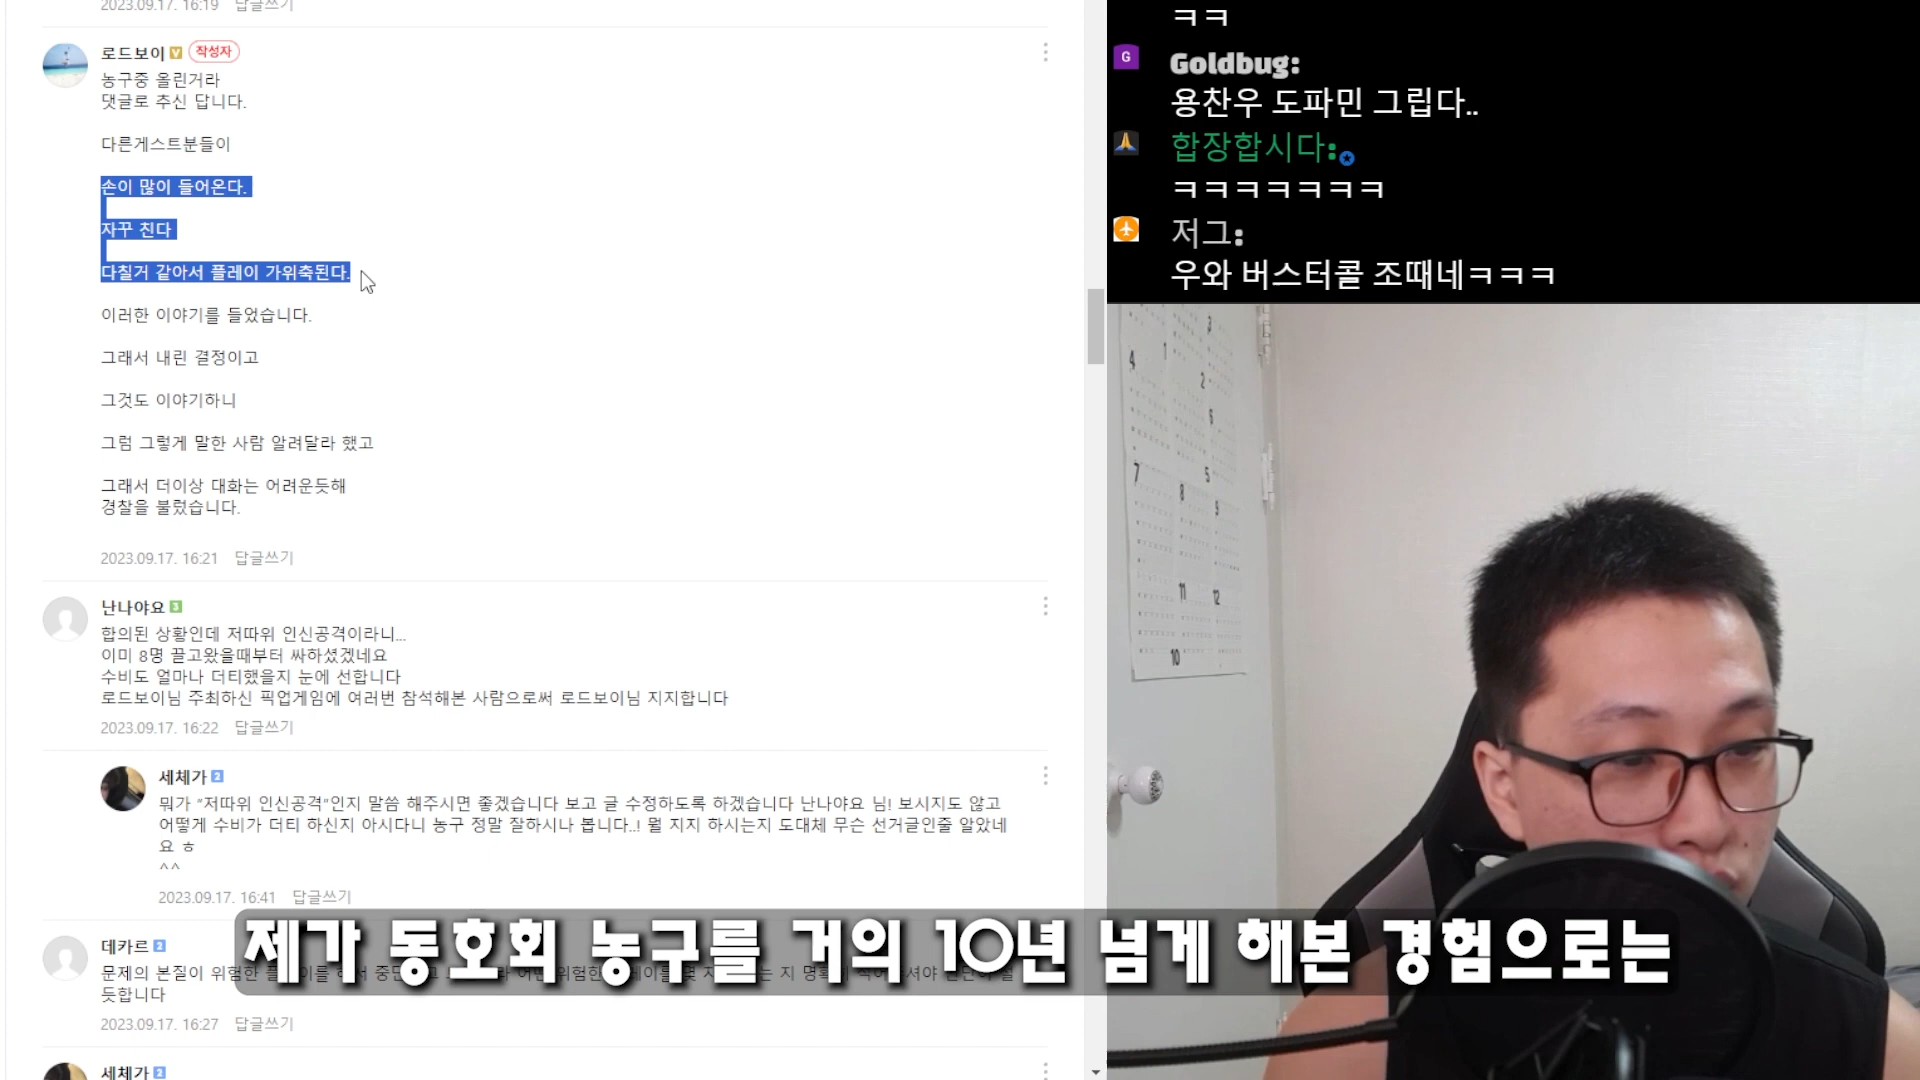 2023.09.17. 16:19 답글쓰기
로드보이 V 작성자
농구중 올린거라
댓글로 추신 답니다.
다른게스트분들이
손이 많이 들어온다.
자꾸 친다
다칠거 같아서 플레이 가위축된다.
이러한 이야기를 들었습니다.
그래서 내린 결정이고
그것도 이야기하니
그럼 그렇게 말한 사람 알려달라 했고
그래서 더이상 대화는 어려운듯해
경찰을 불렀습니다.
2023.09.17. 16:21 답글쓰기
난나야요 3
합의된 상황인데 저따위 인신공격이라니...
이미 8명 끌고왔을때부터 싸하셨겠네요
수비도 얼마나 더티했을지 눈에 선합니다
로드보이님 주최하신 픽업게임에 여러번 참석해본 사람으로써 로드보이님 지지합니다
2023.09.17. 16:22 답글쓰기
세체가 2
뭐가 “저따위 인신공격”인지 말씀 해주시면 좋겠습니다 보고 글 수정하도록 하겠습니다 난나야요 님! 보시지도 않고
어떻게 수비가 더티 하신지 아시다니 농구 정말 잘하시나 봅니다..! 뭘 지지 하시는지 도대체 무슨 선거글인줄 알았네
요 ㅎ
^^
2023.09.17. 16:41 답글쓰기
데카르 2
문제의 본질이 위험한
듯합니다
2023.09.17. 16:27 답글쓰기
세체가 2
ㅋㅋ
G Goldbug:
용찬우 도파민 그립다..
합장합시다:
ㅋㅋㅋㅋㅋㅋㅋ
저그:
우와 버스터콜 조때네ㅋㅋㅋ
3
4
1
2
6
7
5
8
9
11
12
10
제가 동호회 농구를 거의 10년 넘게 해본 경험으로는